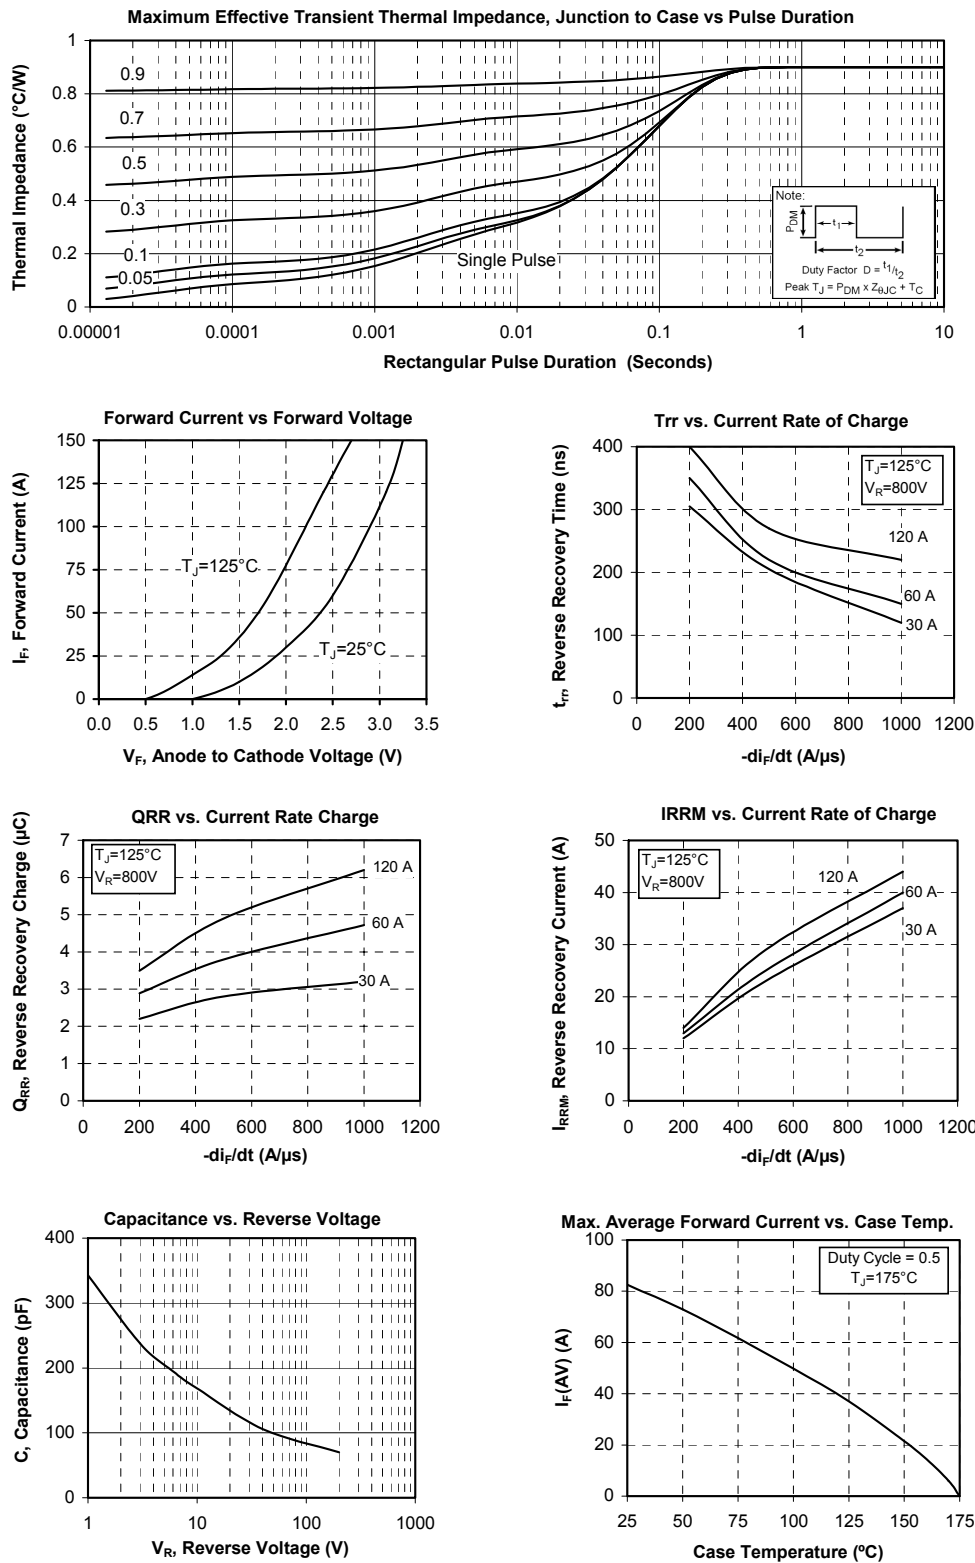 Maximum Effective Transient Thermal Impedance, Junction to Case vs Pulse Duration
Thermal Impedance (°C/W)
1
0.8
0.6
0.4
0.2
0
0.9
0.7
0.5
0.3
0.1
0.05
Single Pulse
Note:
PDM
t1
t2
Duty Factor D = t1/t2
Peak TJ = PDM x ZθJC + TC
0.00001 0.0001 0.001 0.01 0.1 1 10
Rectangular Pulse Duration (Seconds)
Forward Current vs Forward Voltage
IF, Forward Current (A)
150
125
100
75
50
25
0
TJ=125°C
TJ=25°C
0.0 0.5 1.0 1.5 2.0 2.5 3.0 3.5
VF, Anode to Cathode Voltage (V)
Trr vs. Current Rate of Charge
trr, Reverse Recovery Time (ns)
400
300
200
100
0
TJ=125°C
VR=800V
120 A
60 A
30 A
0 200 400 600 800 1000 1200
-diF/dt (A/µs)
QRR vs. Current Rate Charge
QRR, Reverse Recovery Charge (µC)
7
6
5
4
3
2
1
0
TJ=125°C
VR=800V
120 A
60 A
30 A
0 200 400 600 800 1000 1200
-diF/dt (A/µs)
IRRM vs. Current Rate of Charge
IRRM, Reverse Recovery Current (A)
50
40
30
20
10
0
TJ=125°C
VR=800V
120 A
60 A
30 A
0 200 400 600 800 1000 1200
-diF/dt (A/µs)
Capacitance vs. Reverse Voltage
C, Capacitance (pF)
400
300
200
100
0
1 10 100 1000
VR, Reverse Voltage (V)
Max. Average Forward Current vs. Case Temp.
IF(AV) (A)
100
80
60
40
20
0
Duty Cycle = 0.5
TJ=175°C
25 50 75 100 125 150 175
Case Temperature (ºC)